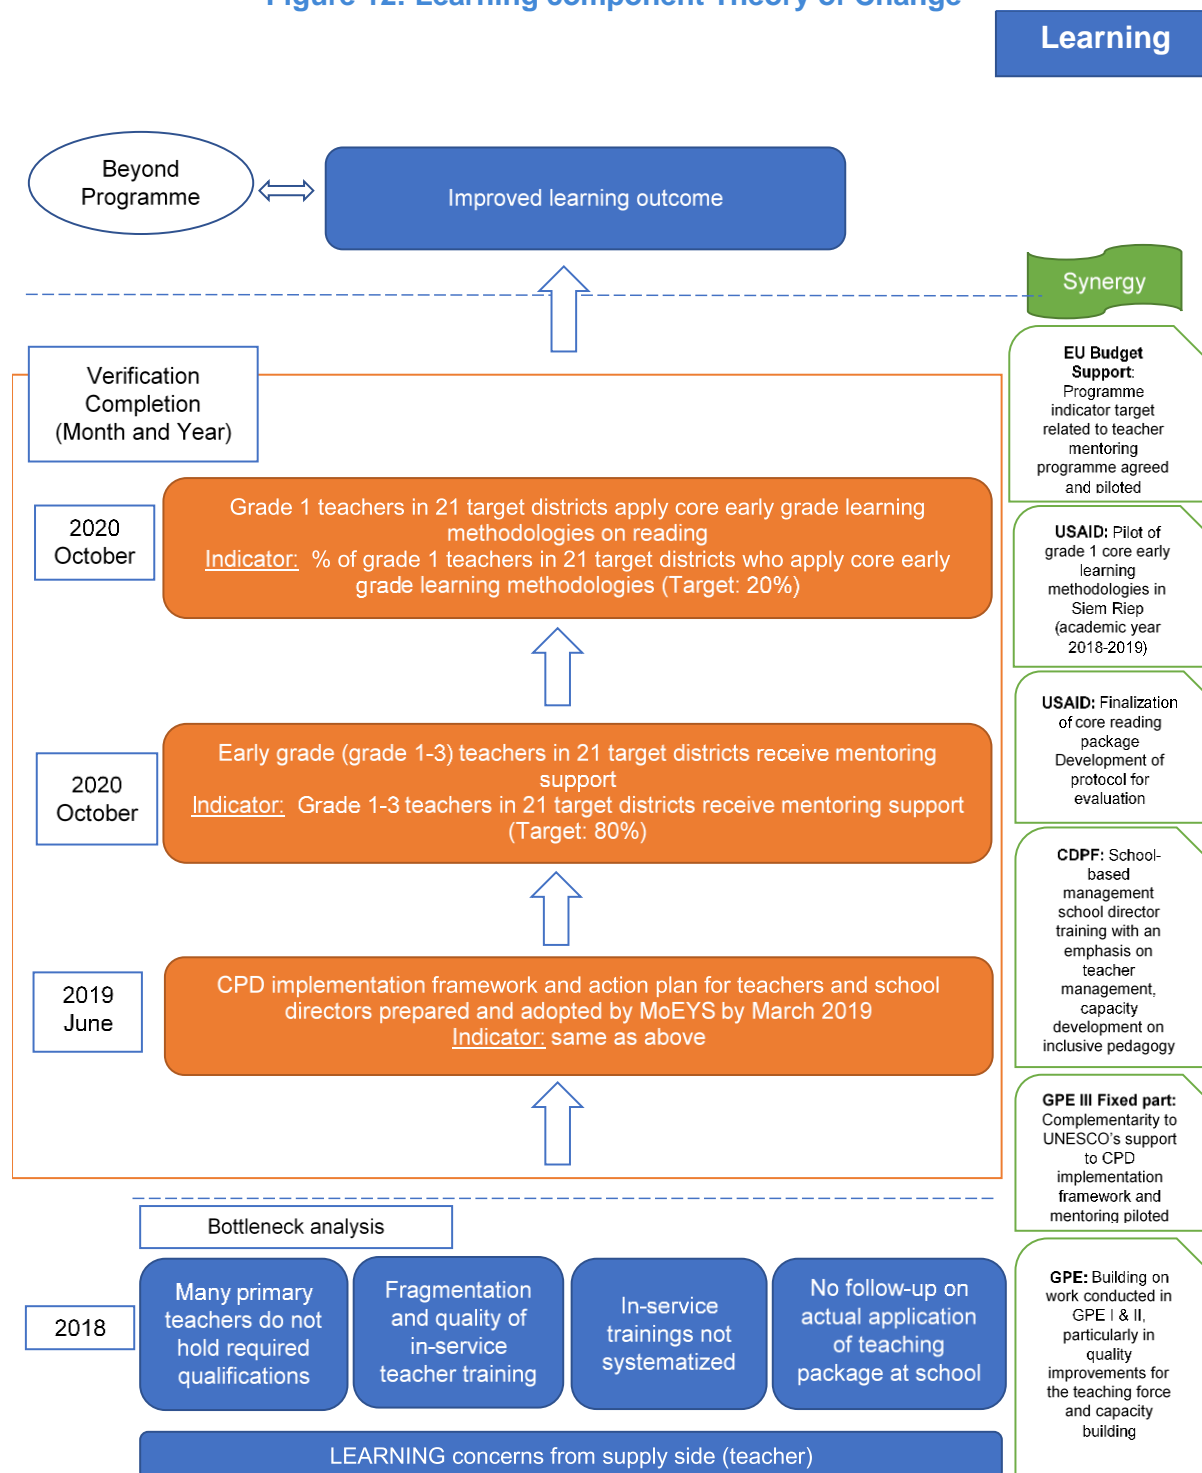 Figure 12: Learning component Theory of Change
Learning
Beyond
Programme
Improved learning outcome
Synergy
Verification
Completion
(Month and Year)
EU Budget
Support:
Programme
indicator target
related to teacher
mentoring
programme agreed
and piloted
2020
October
Grade 1 teachers in 21 target districts apply core early grade learning
methodologies on reading
Indicator: % of grade 1 teachers in 21 target districts who apply core early
grade learning methodologies (Target: 20%)
USAID: Pilot of
grade 1 core early
learning
methodologies in
Siem Riep
(academic year
2018-2019)
USAID: Finalization
of core reading
package
Development of
protocol for
evaluation
2020
October
Early grade (grade 1-3) teachers in 21 target districts receive mentoring
support
Indicator: Grade 1-3 teachers in 21 target districts receive mentoring support
(Target: 80%)
CDPF: School-
based
management
school director
training with an
emphasis on
teacher
management,
capacity
development on
inclusive pedagogy
2019
June
CPD implementation framework and action plan for teachers and school
directors prepared and adopted by MoEYS by March 2019
Indicator: same as above
GPE III Fixed part:
Complementarity to
UNESCO's support
to CPD
implementation
framework and
mentoring piloted
Bottleneck analysis
2018
Many primary
teachers do not
hold required
qualifications
Fragmentation
and quality of
in-service
teacher training
In-service
trainings not
systematized
No follow-up on
actual application
of teaching
package at school
GPE: Building on
work conducted in
GPE I & II,
particularly in
quality
improvements for
the teaching force
and capacity
building
LEARNING concerns from supply side (teacher)